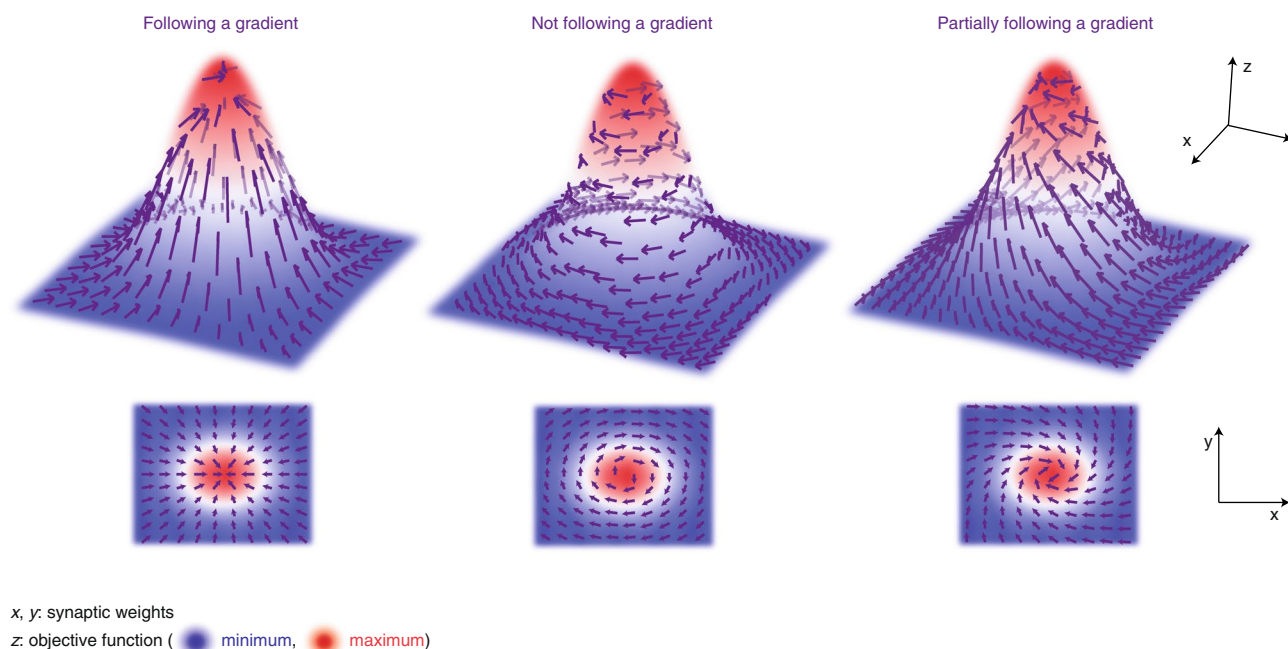 Following a gradient
Not following a gradient
Partially following a gradient
z
x
y
x
x, y: synaptic weights
z: objective function ( minimum, maximum)